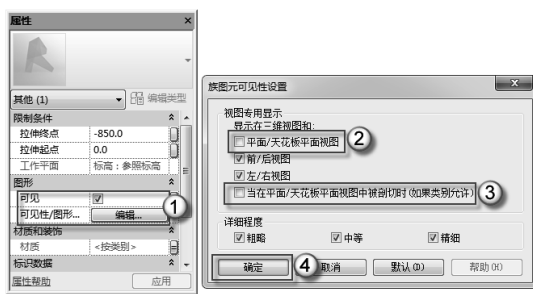 属性
其他 (1)
编辑类型
限制条件
拉伸终点 -850.0
拉伸起点 0.0
工作平面 标高：参照标高
图形
可见
可见性/图形... 编辑...
1
材质和装饰
材质 <按类别>
标识数据
属性帮助 应用
族图元可见性设置
视图专用显示
显示在三维视图和:
平面/天花板平面视图
2
前/后视图
左/右视图
当在平面/天花板平面视图中被剖切时(如果类别允许)
3
详细程度
粗略 中等 精细
确定 4 取消 默认(D) 帮助(H)